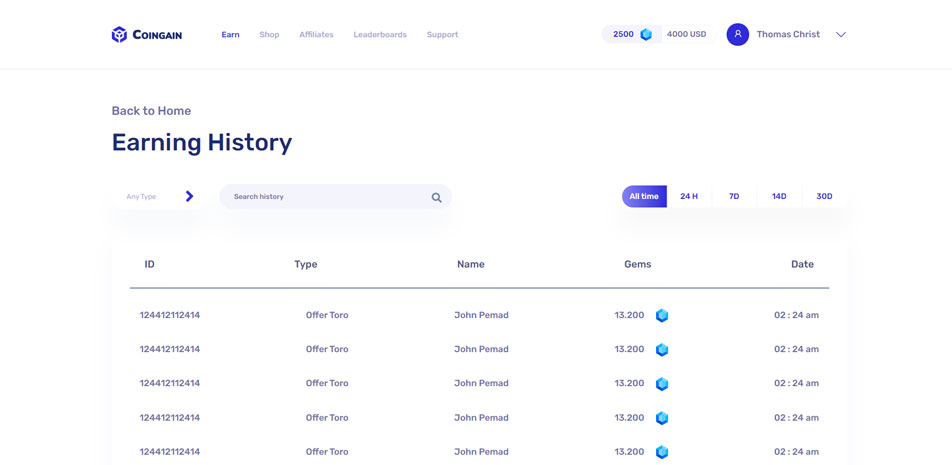 Coingain Earn Shop Affiliates Leaderboards Support 2500 4000 USD Thomas Christ
Back to Home
Earning History
Any Type Search history All time 24 H 7D 14D 30D
ID Type Name Gems Date
124412112414 Offer Toro John Pemad 13.200 02 : 24 am
124412112414 Offer Toro John Pemad 13.200 02 : 24 am
124412112414 Offer Toro John Pemad 13.200 02 : 24 am
124412112414 Offer Toro John Pemad 13.200 02 : 24 am
124412112414 Offer Toro John Pemad 13.200 02 : 24 am